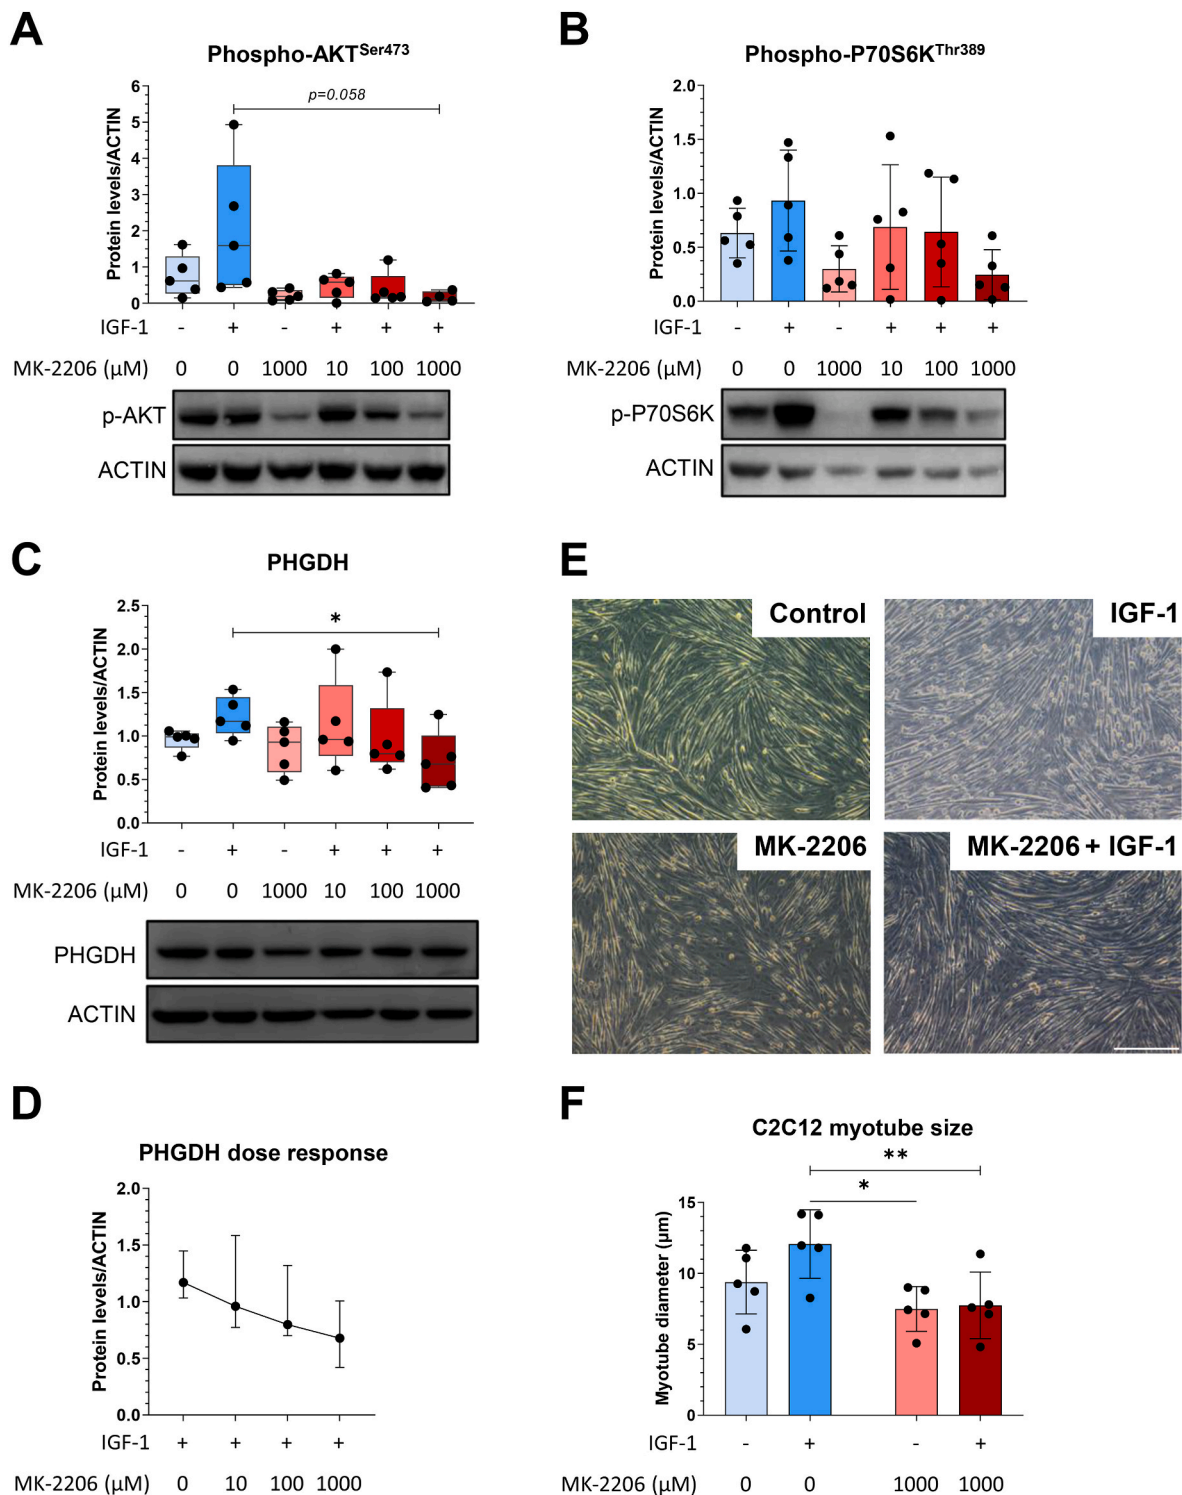 A
Phospho-AKTSer473
Protein levels/ACTIN
6
5
4
3
2
1
0
p=0.058
IGF-1 - + - + + +
MK-2206 (µM) 0 0 1000 10 100 1000
p-AKT
ACTIN
B
Phospho-P70S6KThr389
Protein levels/ACTIN
2.0
1.5
1.0
0.5
0.0
- + - + + +
IGF-1
MK-2206 (µM) 0 0 1000 10 100 1000
p-P70S6K
ACTIN
C
PHGDH
Protein levels/ACTIN
2.5
2.0
1.5
1.0
0.5
0.0
*
IGF-1 - + - + + +
MK-2206 (µM) 0 0 1000 10 100 1000
PHGDH
ACTIN
E
Control
IGF-1
MK-2206
MK-2206 + IGF-1
D
PHGDH dose response
Protein levels/ACTIN
2.0
1.5
1.0
0.5
0.0
IGF-1 + + + +
MK-2206 (µM) 0 10 100 1000
F
C2C12 myotube size
Myotube diameter (µm)
15
10
5
0
**
*
IGF-1 - + - +
MK-2206 (µM) 0 0 1000 1000